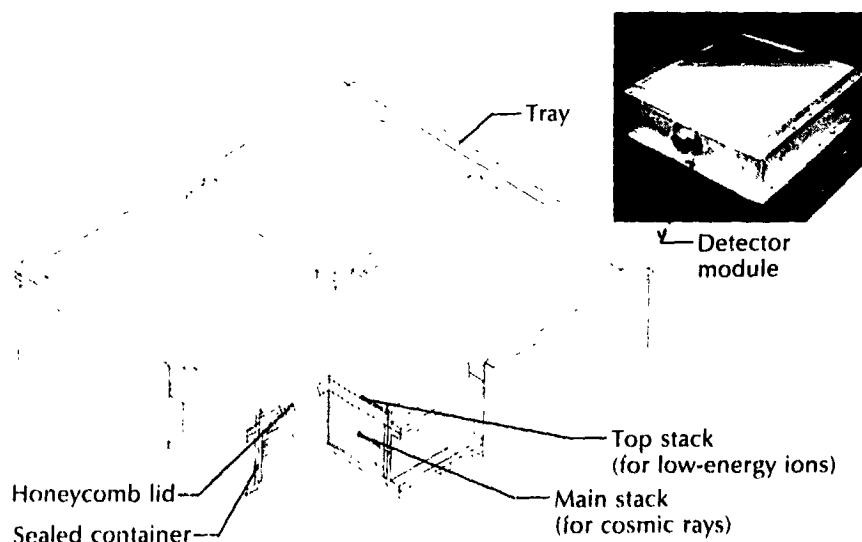 Tray
Detector
module
Top stack
(for low-energy ions)
Main stack
(for cosmic rays)
Honeycomb lid
Sealed container